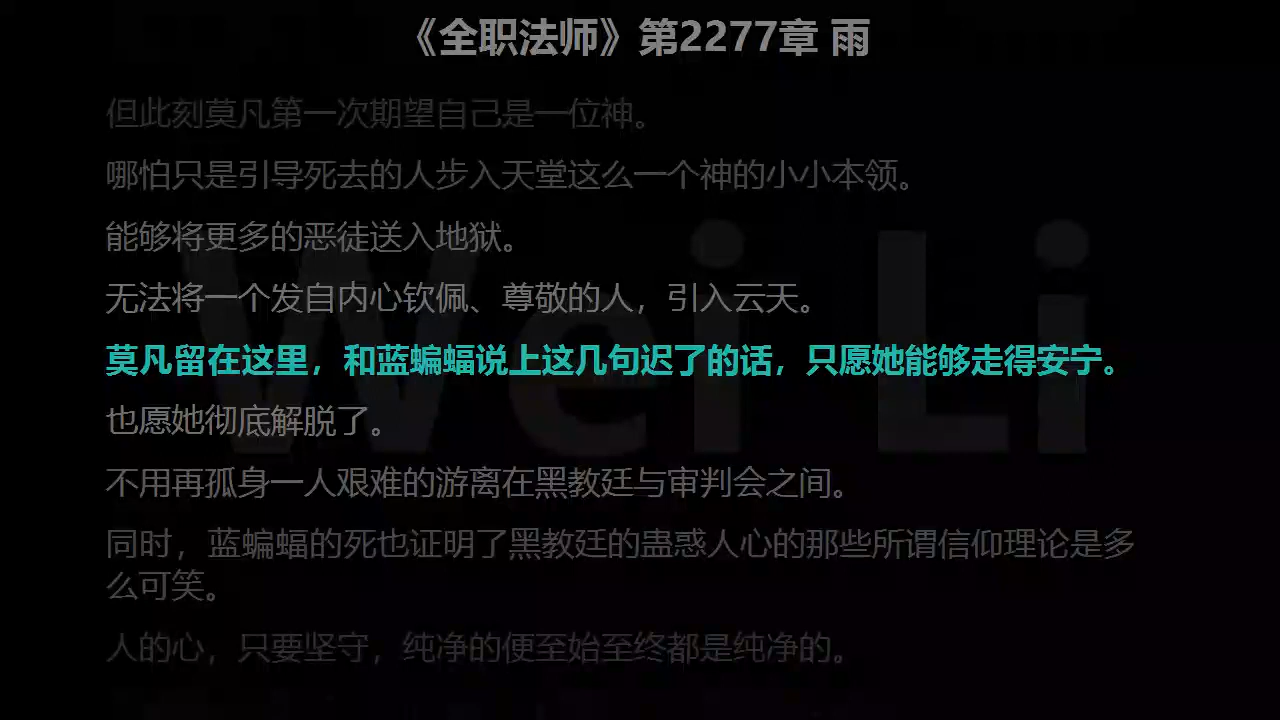 《全职法师》第2277章 雨
但此刻莫凡第一次期望自己是一位神。
哪怕只是引导死去的人步入天堂这么一个神的小小本领。
能够将更多的恶徒送入地狱。
无法将一个发自内心钦佩、尊敬的人，引入云天。
莫凡留在这里，和蓝蝙蝠说上这几句迟了的话，只愿她能够走得安宁。
也愿她彻底解脱了。
不用再孤身一人艰难的游离在黑教廷与审判会之间。
同时，蓝蝙蝠的死也证明了黑教廷的蛊惑人心的那些所谓信仰理论是多
么可笑。
人的心，只要坚守，纯净的便至始至终都是纯净的。
Wei Li